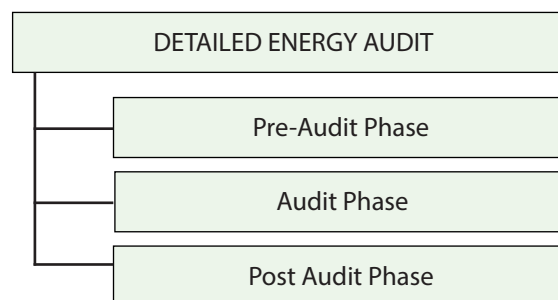 DETAILED ENERGY AUDIT
Pre-Audit Phase
Audit Phase
Post Audit Phase